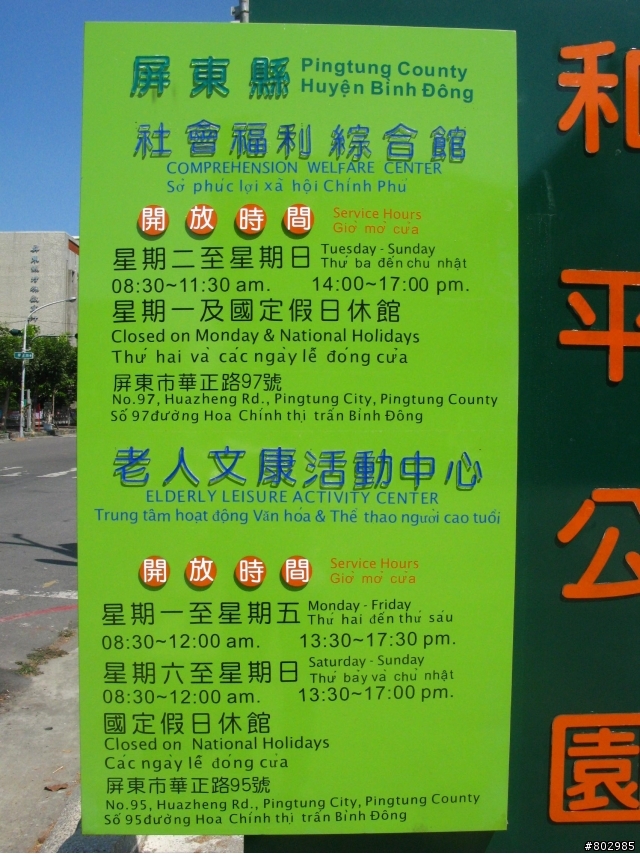 屏東縣 Pingtung County
Huyện Bình Đông
社會福利綜合館
COMPREHENSION WELFARE CENTER
Sở phúc lợi xã hội Chính Phủ
開放時間 Service Hours
Giờ mở cửa
星期二至星期日 Tuesday - Sunday
Thứ ba đến chủ nhật
08:30~11:30 am. 14:00~17:00 pm.
星期一及國定假日休館
Closed on Monday & National Holidays
Thứ hai và các ngày lễ đóng cửa
屏東市華正路97號
No.97, Huazheng Rd., Pingtung City, Pingtung County
Số 97đường Hoa Chính thị trấn Bình Đông
老人文康活動中心
ELDERLY LEISURE ACTIVITY CENTER
Trung tâm hoạt động Văn hóa & Thể thao người cao tuổi
開放時間 Service Hours
Giờ mở cửa
星期一至星期五 Monday - Friday
Thứ hai đến thứ sáu
08:30~12:00 am. 13:30~17:30 pm.
星期六至星期日 Saturday - Sunday
Thứ bảy và chủ nhật
08:30~12:00 am. 13:30~17:00 pm.
國定假日休館
Closed on National Holidays
Các ngày lễ đóng cửa
屏東市華正路95號
No.95, Huazheng Rd., Pingtung City, Pingtung County
Số 95đường Hoa Chính thị trấn Bình Đông
和平公園
#802985